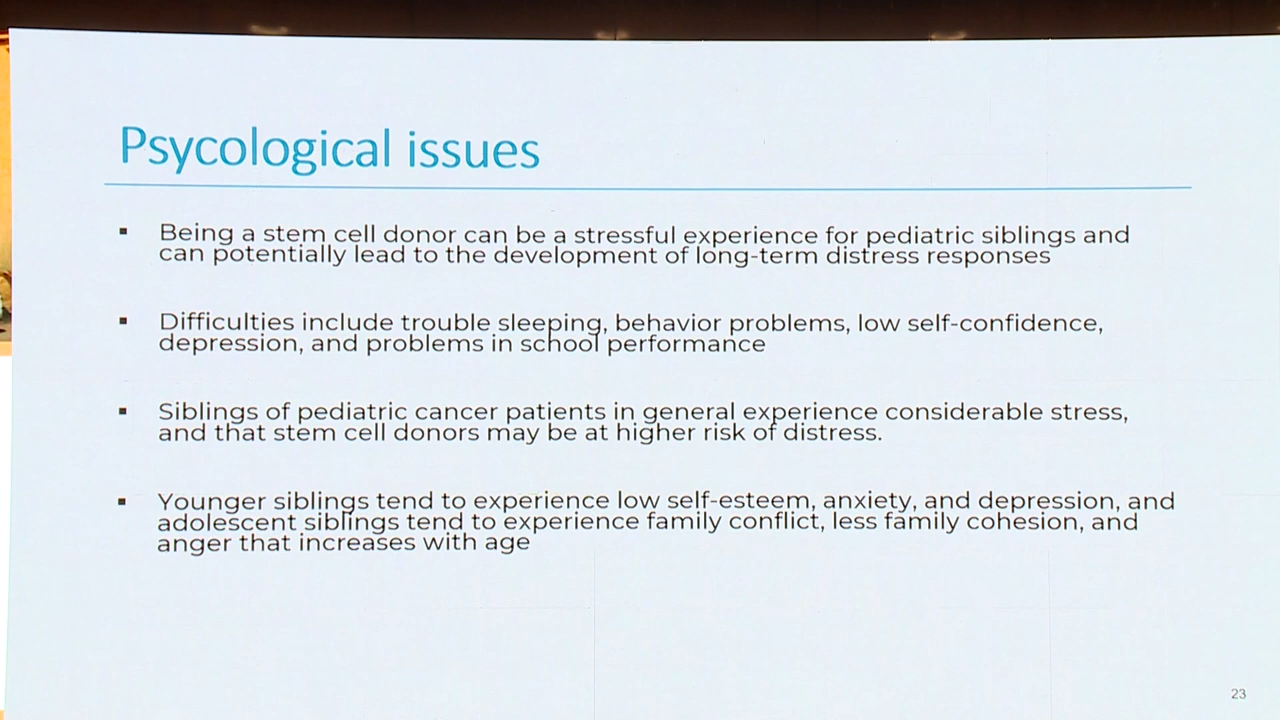 Psycological issues
▪ Being a stem cell donor can be a stressful experience for pediatric siblings and
can potentially lead to the development of long-term distress responses
▪ Difficulties include trouble sleeping, behavior problems, low self-confidence,
depression, and problems in school performance
▪ Siblings of pediatric cancer patients in general experience considerable stress,
and that stem cell donors may be at higher risk of distress.
▪ Younger siblings tend to experience low self-esteem, anxiety, and depression, and
adolescent siblings tend to experience family conflict, less family cohesion, and
anger that increases with age
23